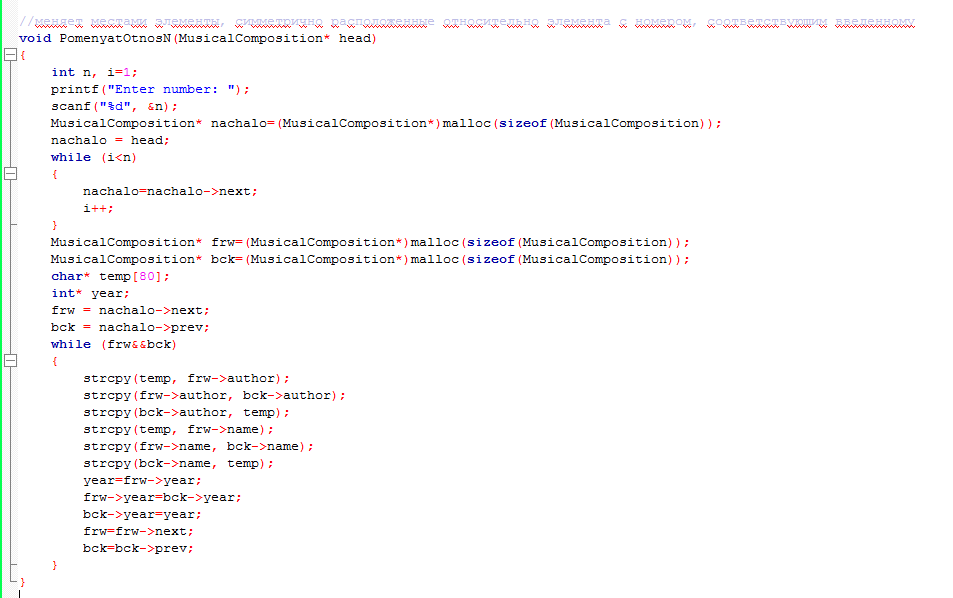 //меняет местами элементы, симметрично расположенные относительно элемента с номером, соответствующим введенному
void PomenyatOtnosN(MusicalComposition* head)
{
int n, i=1;
printf("Enter number: ");
scanf("%d", &n);
MusicalComposition* nachalo=(MusicalComposition*)malloc(sizeof(MusicalComposition));
nachalo = head;
while (i<n)
{
nachalo=nachalo->next;
i++;
}
MusicalComposition* frw=(MusicalComposition*)malloc(sizeof(MusicalComposition));
MusicalComposition* bck=(MusicalComposition*)malloc(sizeof(MusicalComposition));
char* temp[80];
int* year;
frw = nachalo->next;
bck = nachalo->prev;
while (frw&&bck)
{
strcpy(temp, frw->author);
strcpy(frw->author, bck->author);
strcpy(bck->author, temp);
strcpy(temp, frw->name);
strcpy(frw->name, bck->name);
strcpy(bck->name, temp);
year=frw->year;
frw->year=bck->year;
bck->year=year;
frw=frw->next;
bck=bck->prev;
}
}